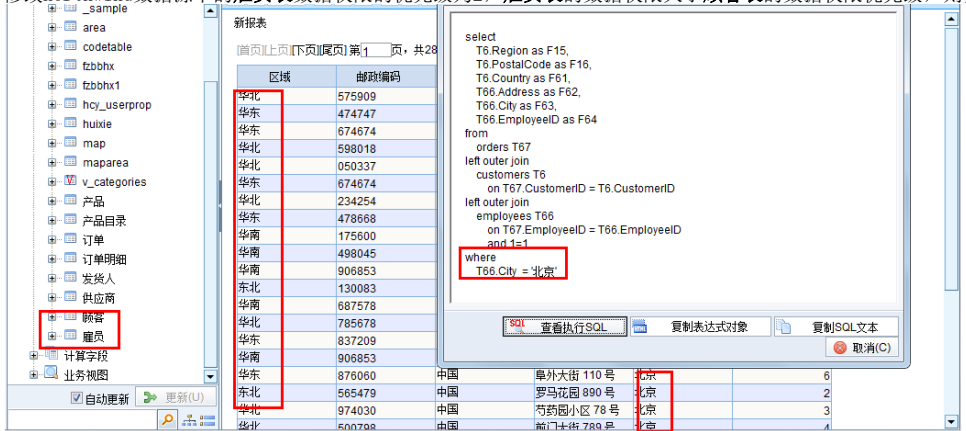 _sample
area
codetable
fzbbhx
fzbbhx1
hcy_userprop
huixie
map
maparea
v_categories
产品
产品目录
订单
订单明细
发货人
供应商
顾客
雇员
计算字段
业务视图
自动更新 更新(U)
新报表
[首页][上页][下页][尾页] 第1 页，共28
区域 邮政编码
华北 575909
华东 474747
华东 674674
华北 598018
华北 050337
华东 674674
华北 234254
华东 478668
华南 175600
华南 498045
华南 906853
东北 130083
华南 687578
华北 785678
华东 837209
华南 906853
华东 876060 中国 阜外大街 110 号 北京 6
东北 565479 中国 罗马花园 890 号 北京 2
华北 974030 中国 芍药园小区 78 号 北京 3
华北 500798 中国 前门大街 789 号 北京 4
select
T6.Region as F15,
T6.PostalCode as F16,
T6.Country as F61,
T66.Address as F62,
T66.City as F63,
T66.EmployeeID as F64
from
orders T67
left outer join
customers T6
on T67.CustomerID = T6.CustomerID
left outer join
employees T66
on T67.EmployeeID = T66.EmployeeID
and 1=1
where
T66.City = '北京'
SQL 查看执行SQL 复制表达式对象 复制SQL文本
取消(C)